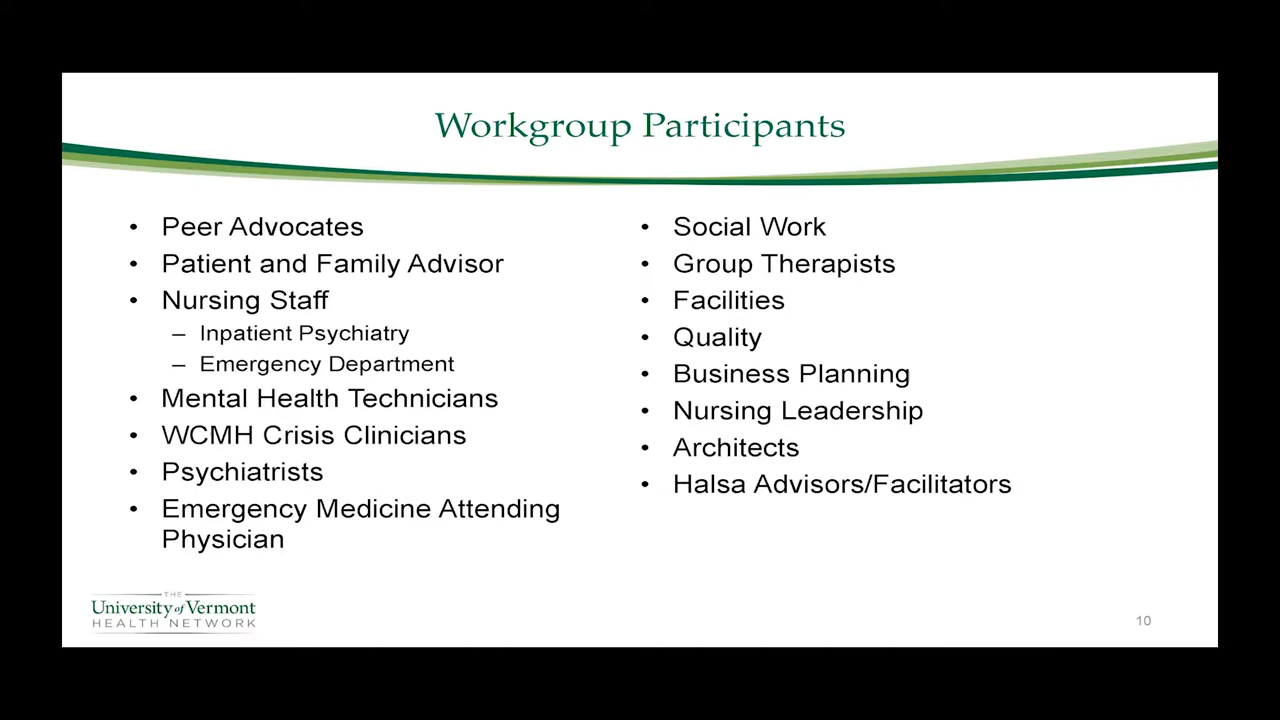 Workgroup Participants
• Peer Advocates
• Patient and Family Advisor
• Nursing Staff
– Inpatient Psychiatry
– Emergency Department
• Mental Health Technicians
• WCMH Crisis Clinicians
• Psychiatrists
• Emergency Medicine Attending
Physician
• Social Work
• Group Therapists
• Facilities
• Quality
• Business Planning
• Nursing Leadership
• Architects
• Halsa Advisors/Facilitators
THE
University of Vermont
HEALTH NETWORK
10